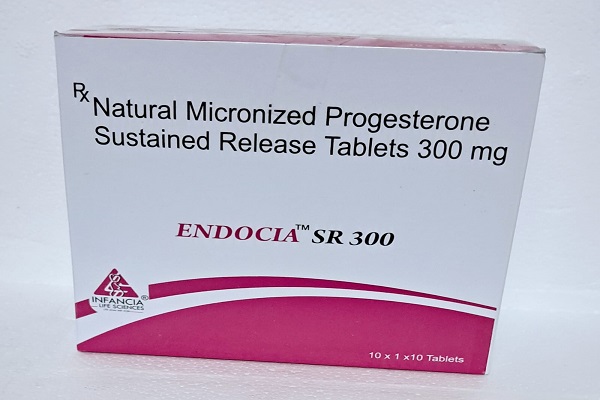 Rx Natural Micronized Progesterone
Sustained Release Tablets 300 mg
ENDOCIA™ SR 300
INFANCIA®
LIFE SCIENCES
10 x 1 x10 Tablets